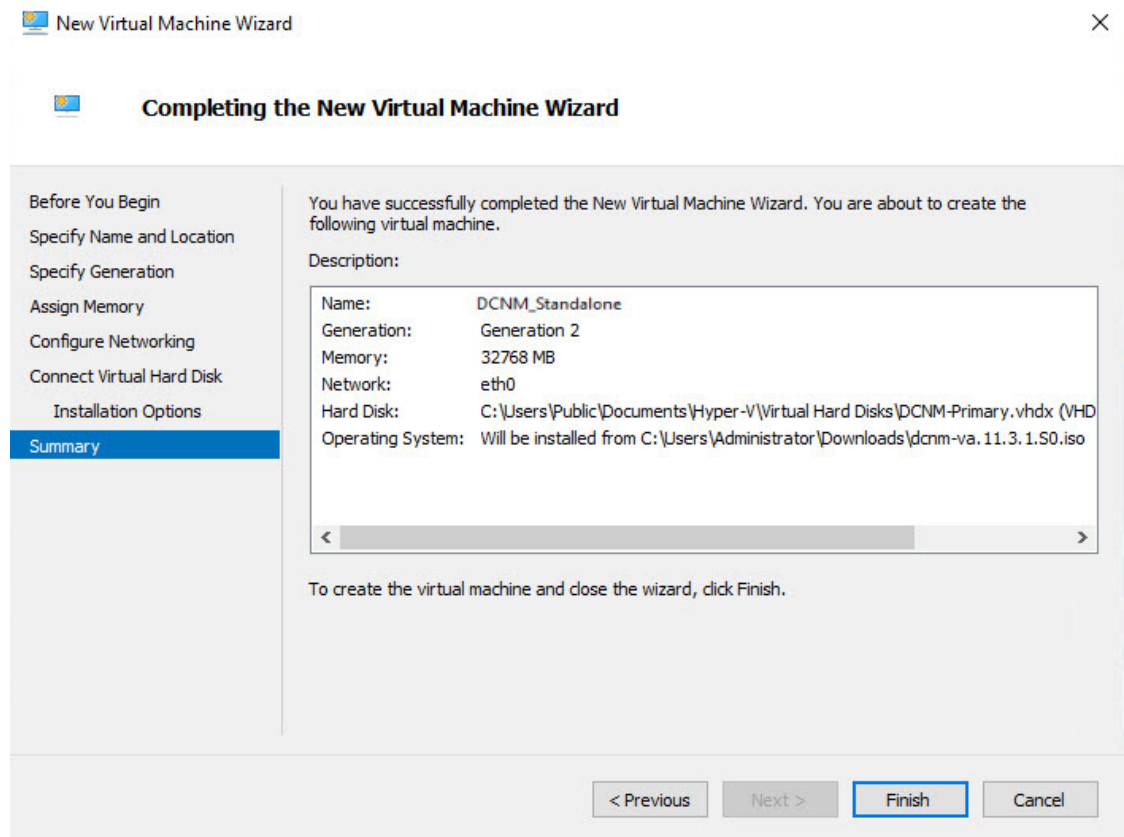 New Virtual Machine Wizard
Completing the New Virtual Machine Wizard
Before You Begin
Specify Name and Location
Specify Generation
Assign Memory
Configure Networking
Connect Virtual Hard Disk
Installation Options
Summary
You have successfully completed the New Virtual Machine Wizard. You are about to create the
following virtual machine.
Description:
Name: DCNM_Standalone
Generation: Generation 2
Memory: 32768 MB
Network: eth0
Hard Disk: C:\Users\Public\Documents\Hyper-V\Virtual Hard Disks\DCNM-Primary.vhdx (VHD
Operating System: Will be installed from C:\Users\Administrator\Downloads\dcnm-va.11.3.1.S0.iso
To create the virtual machine and close the wizard, click Finish.
< Previous Next > Finish Cancel